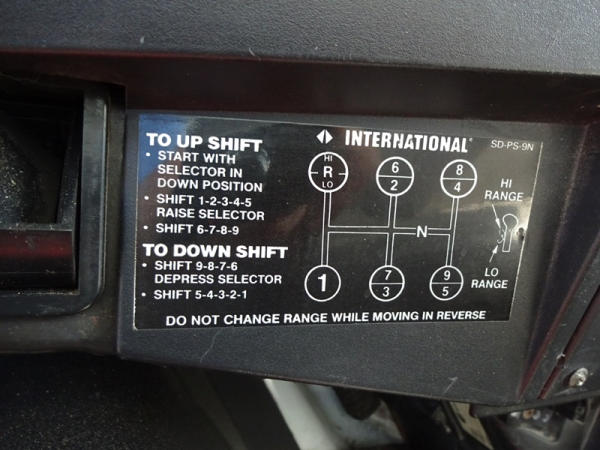 TO UP SHIFT
• START WITH
SELECTOR IN
DOWN POSITION
• SHIFT 1-2-3-4-5
RAISE SELECTOR
• SHIFT 6-7-8-9
TO DOWN SHIFT
• SHIFT 9-8-7-6
DEPRESS SELECTOR
• SHIFT 5-4-3-2-1
INTERNATIONAL®
SD-PS-9N
HI
R
LO
6
2
8
4
N
1
7
3
9
5
HI
RANGE
LO
RANGE
DO NOT CHANGE RANGE WHILE MOVING IN REVERSE